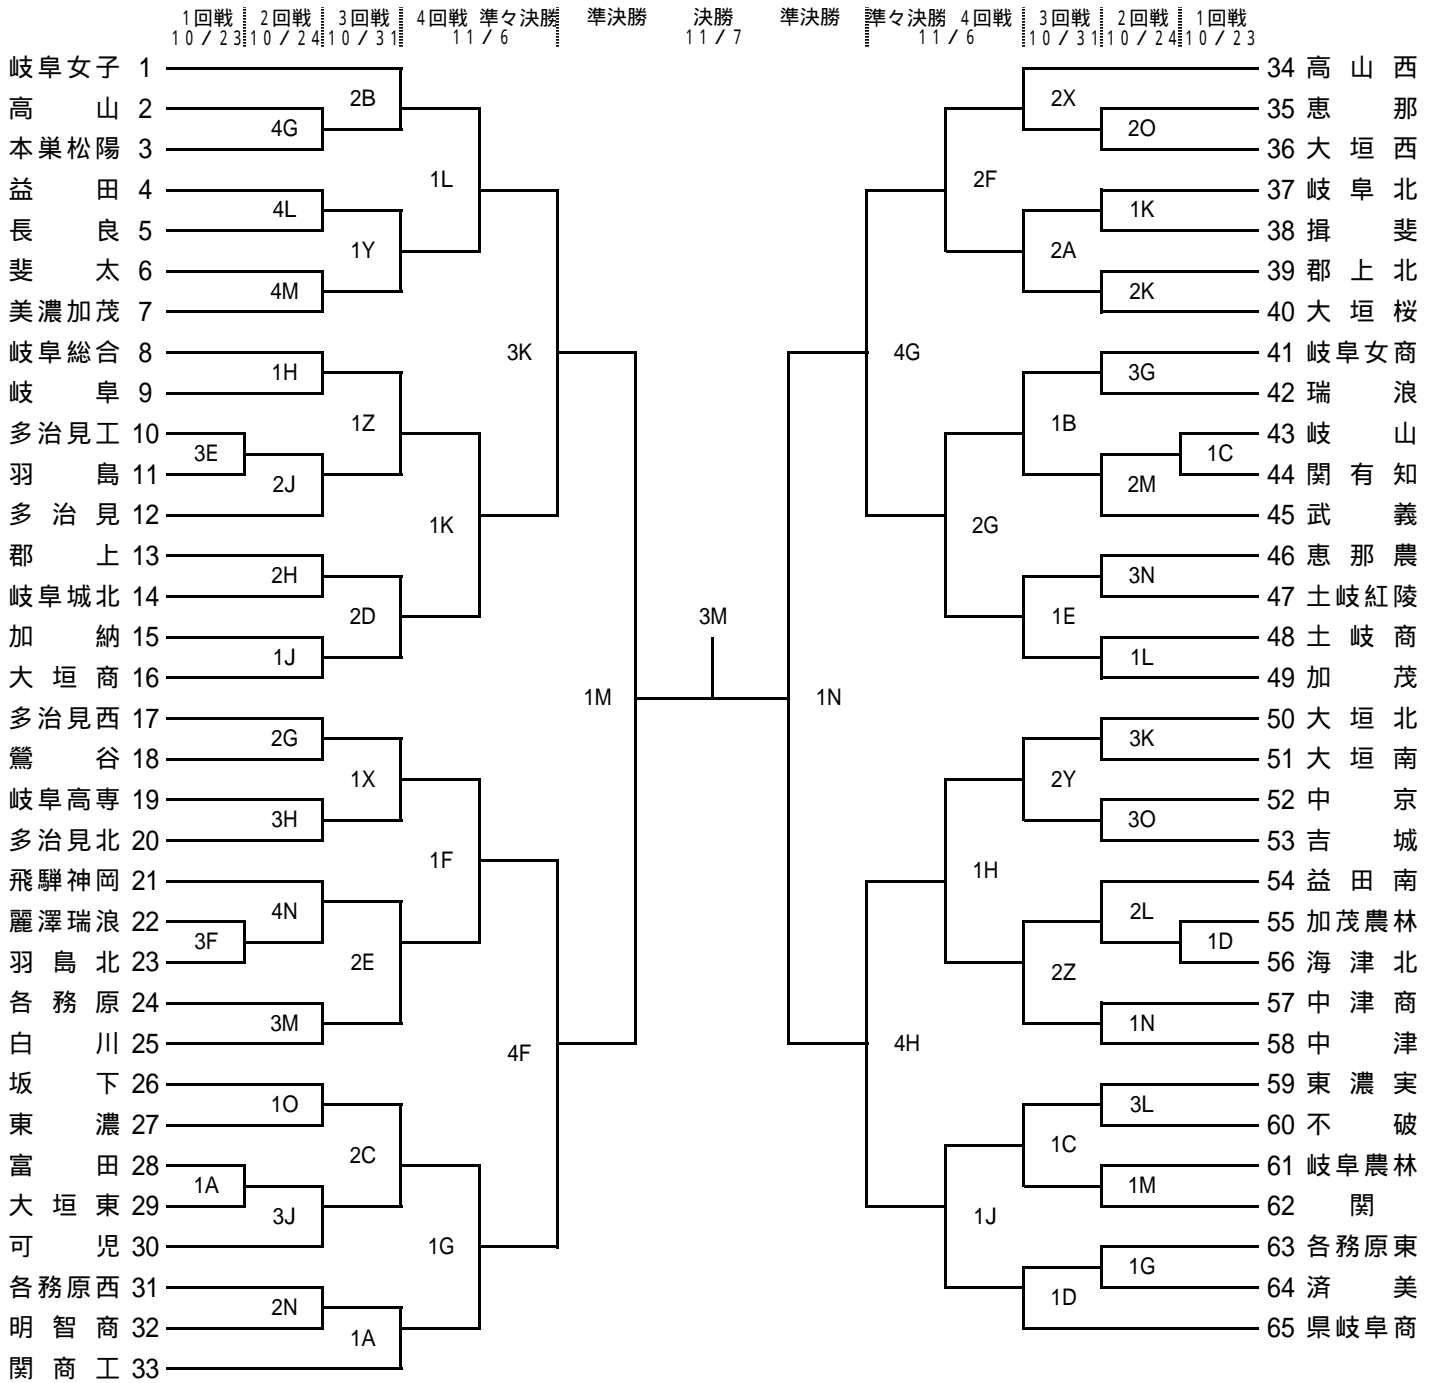 1回戦 2回戦 3回戦 4回戦 準々決勝 準決勝 決勝 準決勝 準々決勝 4回戦 3回戦 2回戦 1回戦
10/23 10/24 10/31 11/6 11/7 11/6 10/31 10/24 10/23
岐阜女子 1
高山 2
本巣松陽 3
益田 4
長良 5
斐太 6
美濃加茂 7
岐阜総合 8
岐阜 9
多治見工 10
羽島 11
多治見 12
郡上 13
岐阜城北 14
加納 15
大垣商 16
多治見西 17
鶯谷 18
岐阜高専 19
多治見北 20
飛騨神岡 21
麗澤瑞浪 22
羽島北 23
各務原 24
白川 25
坂下 26
東濃 27
富田 28
大垣東 29
可児 30
各務原西 31
明智商 32
関商工 33
2B
4G
1L
4L
1Y
4M
3K
1H
1Z
3E
2J
1K
2H
2D
1J
1M
2G
1X
3H
1F
4N
3F
2E
3M
4F
1O
2C
1A
3J
1G
2N
1A
3M
1N
2X
2O
2F
1K
2A
2K
4G
3G
1B
1C
2M
2G
3N
1E
1L
3K
2Y
3O
1H
2L
1D
2Z
1N
4H
3L
1C
1M
1J
1G
1D
34 高山西
35 恵那
36 大垣西
37 岐阜北
38 揖斐
39 郡上北
40 大垣桜
41 岐阜女商
42 瑞浪
43 岐山
44 関有知
45 武義
46 恵那農
47 土岐紅陵
48 土岐商
49 加茂
50 大垣北
51 大垣南
52 中京
53 吉城
54 益田南
55 加茂農林
56 海津北
57 中津商
58 中津
59 東濃実
60 不破
61 岐阜農林
62 関
63 各務原東
64 済美
65 県岐阜商